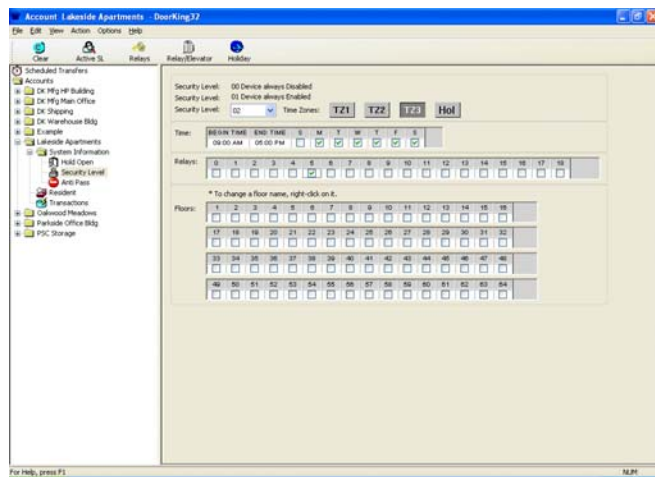 Account Lakeside Apartments - DoorKing32
File Edit View Action Options Help
Clear Active SL Relays Relay/Elevator Holiday
Scheduled Transfers
Accounts
DK Mfg HP Building
DK Mfg Main Office
DK Shipping
DK Warehouse Bldg
Example
Lakeside Apartments
System Information
Hold Open
Security Level
Anti Pass
Resident
Transactions
Oakwood Meadows
Parkside Office Bldg
PSC Storage
Security Level: 00 Device always Disabled
Security Level: 01 Device always Enabled
Security Level: 02 Time Zones: TZ1 TZ2 TZ3 Hol
Time: BEGIN TIME END TIME S M T W T F S
09:00 AM 05:00 PM
Relays: 0 1 2 3 4 5 6 7 8 9 10 11 12 13 14 15 16 17 18
* To change a floor name, right-click on it.
Floors: 1 2 3 4 5 6 7 8 9 10 11 12 13 14 15 16
17 18 19 20 21 22 23 24 25 26 27 28 29 30 31 32
33 34 35 36 37 38 39 40 41 42 43 44 45 46 47 48
49 50 51 52 53 54 55 56 57 58 59 60 61 62 63 64
For Help, press F1 NUM